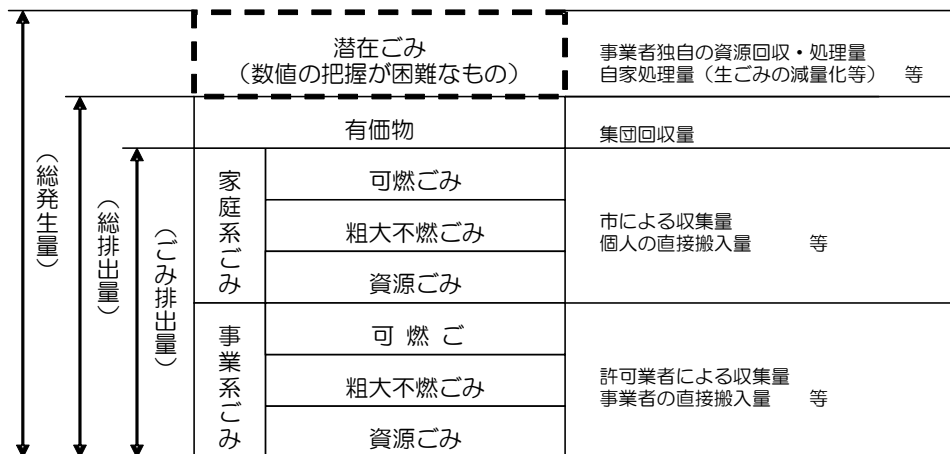 潜在ごみ
（数値の把握が困難なもの）
事業者独自の資源回収・処理量
自家処理量（生ごみの減量化等）　等
有価物
集団回収量
（総発生量）
（総排出量）
（ごみ排出量）
家庭系ごみ
可燃ごみ
粗大不燃ごみ
資源ごみ
市による収集量
個人の直接搬入量　　等
事業系ごみ
可 燃 ご
粗大不燃ごみ
資源ごみ
許可業者による収集量
事業者の直接搬入量　　等